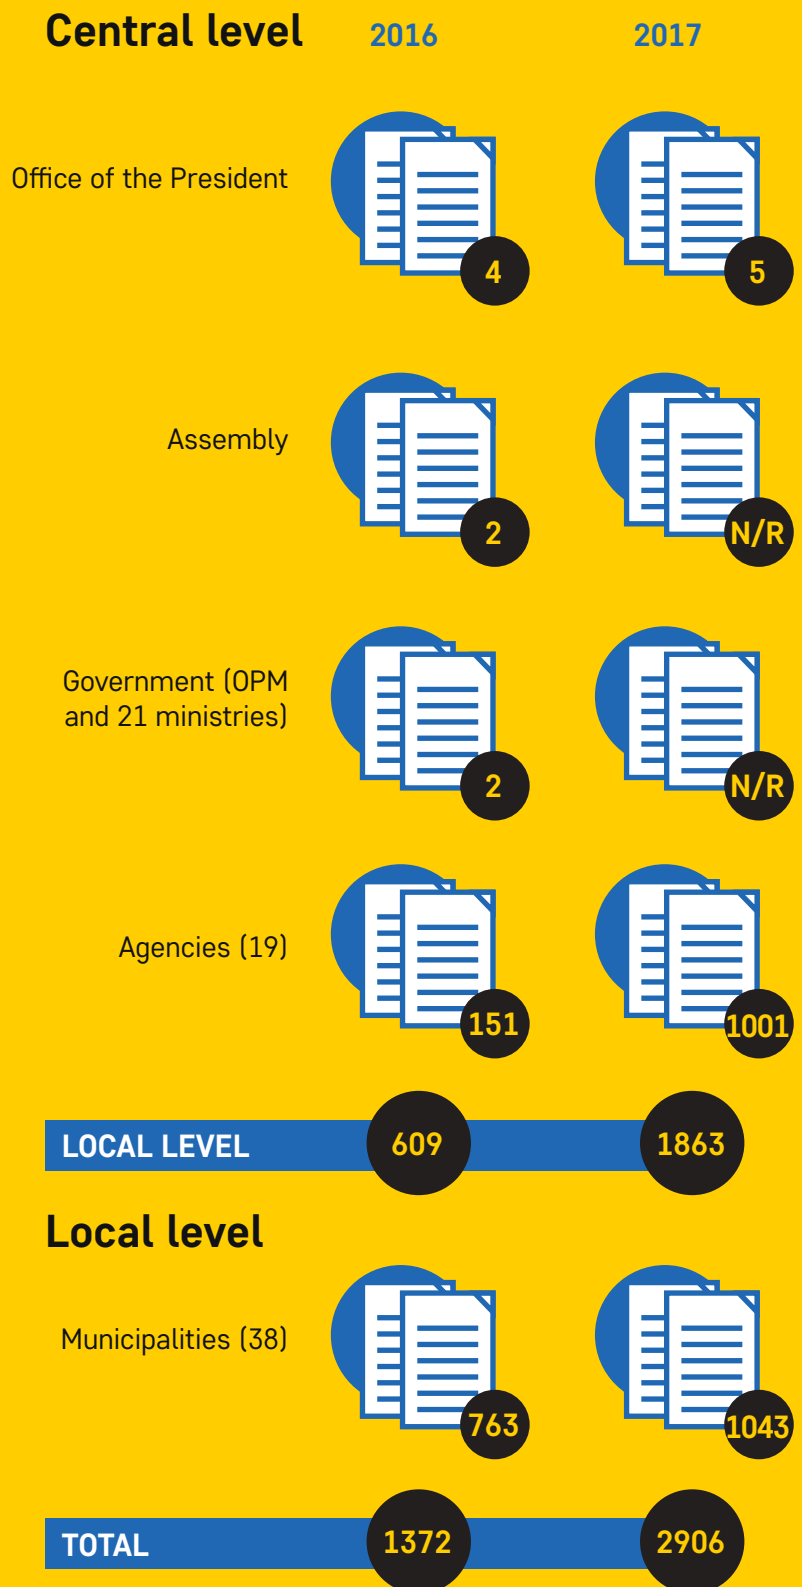 Central level 2016 2017
Office of the President
4 5
Assembly
2 N/R
Government (OPM
and 21 ministries)
2 N/R
Agencies (19)
151 1001
LOCAL LEVEL 609 1863
Local level
Municipalities (38)
763 1043
TOTAL 1372 2906